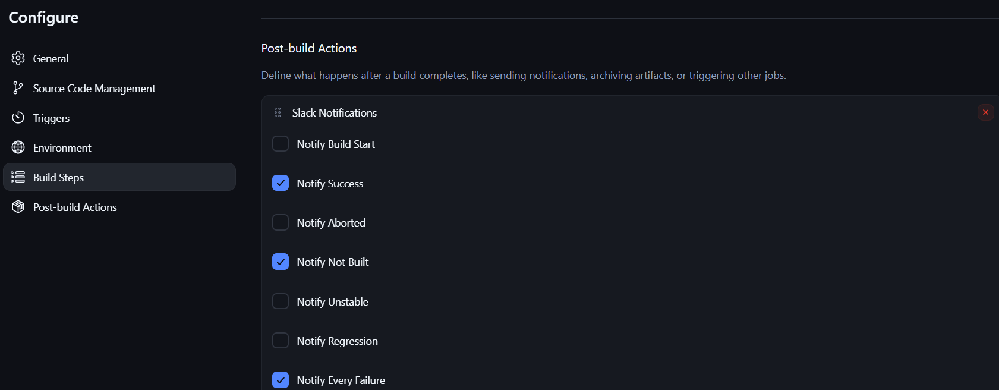 Configure
General
Source Code Management
Triggers
Environment
Build Steps
Post-build Actions
Post-build Actions
Define what happens after a build completes, like sending notifications, archiving artifacts, or triggering other jobs.
Slack Notifications
Notify Build Start
Notify Success
Notify Aborted
Notify Not Built
Notify Unstable
Notify Regression
Notify Every Failure